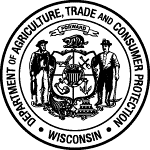 DEPARTMENT OF AGRICULTURE, TRADE AND CONSUMER PROTECTION
• WISCONSIN •
FORWARD